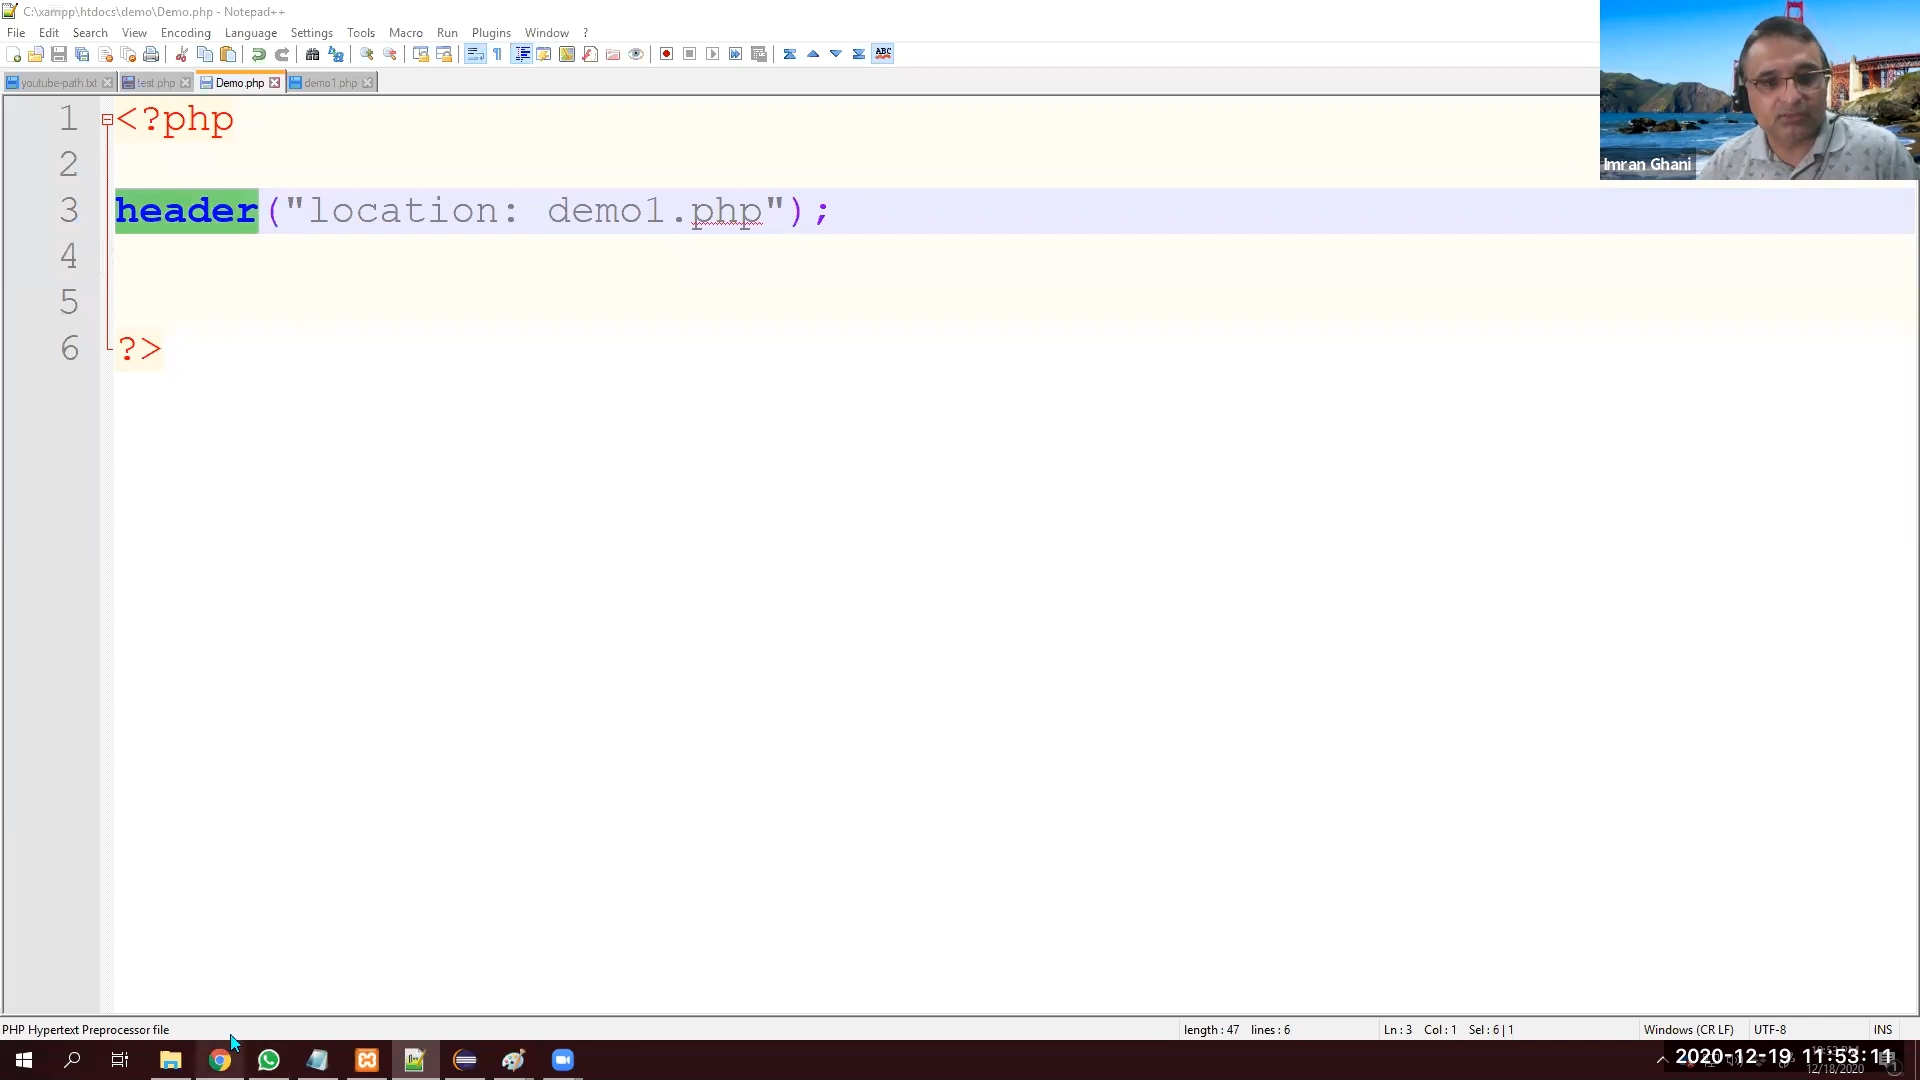 C:\xampp\htdocs\demo\Demo.php - Notepad++
File Edit Search View Encoding Language Settings Tools Macro Run Plugins Window ?
ABC
youtube-path.txt test.php Demo.php demo1.php
1 <?php
2
3 header("location: demo1.php");
4
5
6 ?>
Imran Ghani
PHP Hypertext Preprocessor file length : 47 lines : 6 Ln : 3 Col : 1 Sel : 6 | 1 Windows (CR LF) UTF-8 INS
2020-12-19 11:53:11
12/18/2020